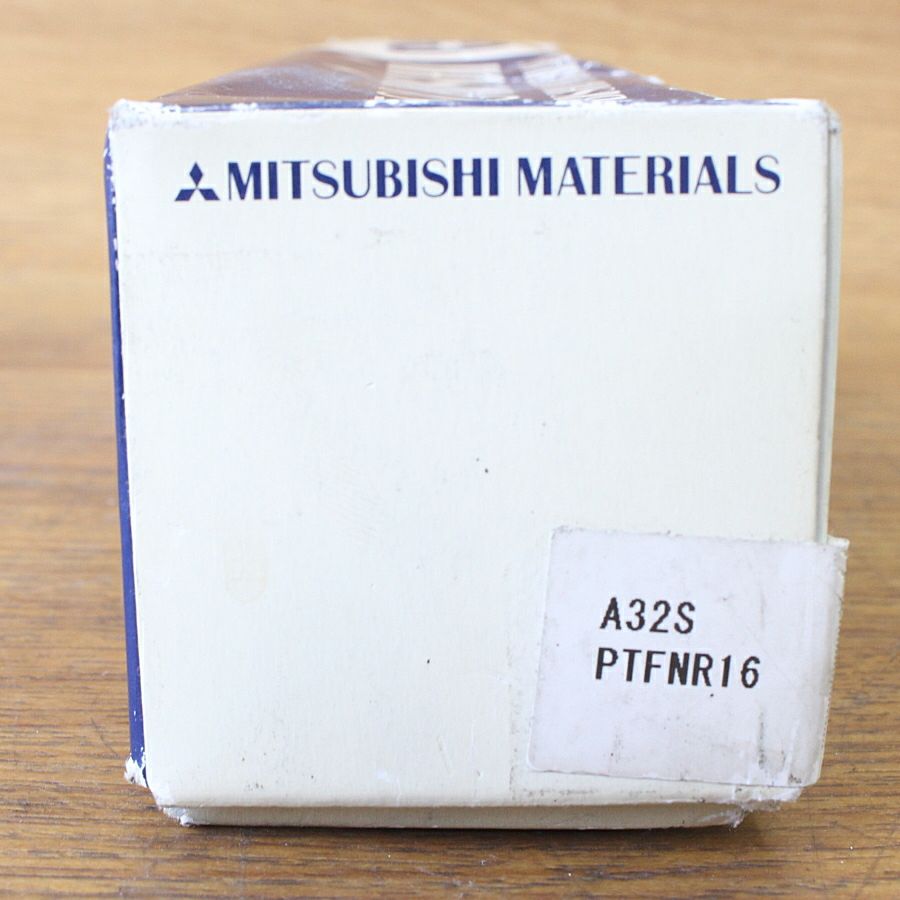 MITSUBISHI MATERIALS
A32S
PTFNR16